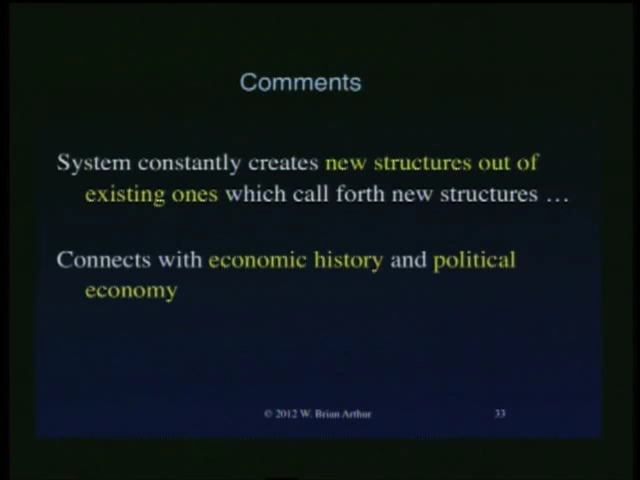 Comments
System constantly creates new structures out of
existing ones which call forth new structures …
Connects with economic history and political
economy
© 2012 W. Brian Arthur
33